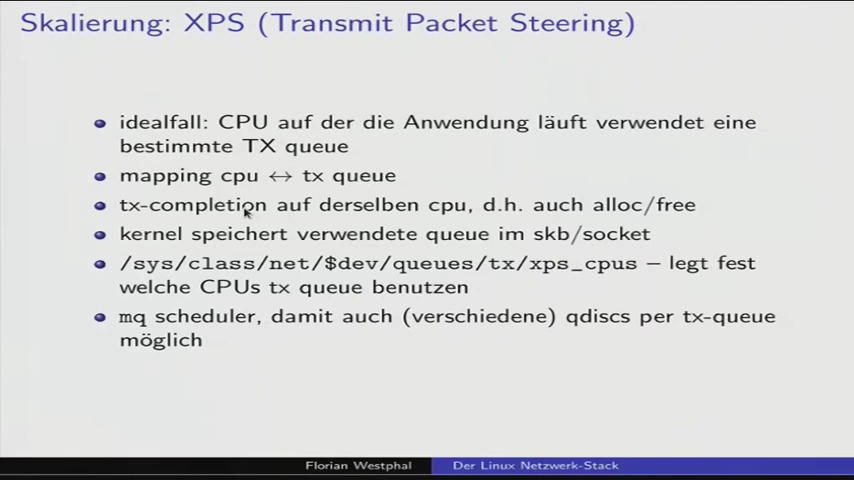 Skalierung: XPS (Transmit Packet Steering)
idealfall: CPU auf der die Anwendung läuft verwendet eine
bestimmte TX queue
mapping cpu ↔ tx queue
tx-completion auf derselben cpu, d.h. auch alloc/free
kernel speichert verwendete queue im skb/socket
/sys/class/net/$dev/queues/tx/xps_cpus – legt fest
welche CPUs tx queue benutzen
mq scheduler, damit auch (verschiedene) qdiscs per tx-queue
möglich
Florian Westphal
Der Linux Netzwerk-Stack